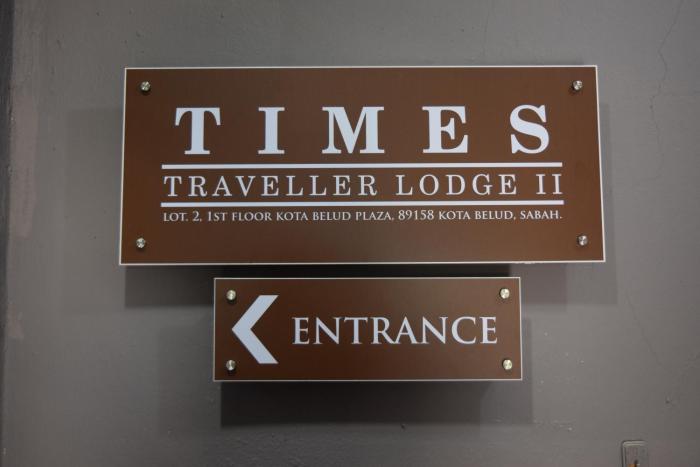 TIMES
TRAVELLER LODGE II
LOT. 2, 1ST FLOOR KOTA BELUD PLAZA, 89158 KOTA BELUD, SABAH.
ENTRANCE